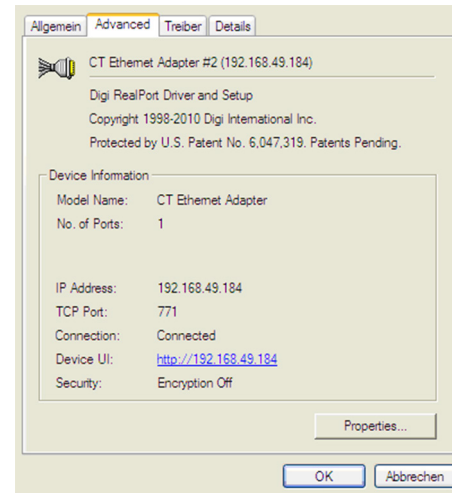 Allgemein Advanced Treiber Details
CT Ethernet Adapter #2 (192.168.49.184)
Digi RealPort Driver and Setup
Copyright 1998-2010 Digi International Inc.
Protected by U.S. Patent No. 6,047,319. Patents Pending.
Device Information
Model Name: CT Ethernet Adapter
No. of Ports: 1
IP Address: 192.168.49.184
TCP Port: 771
Connection: Connected
Device UI: http://192.168.49.184
Security: Encryption Off
Properties...
OK Abbrechen